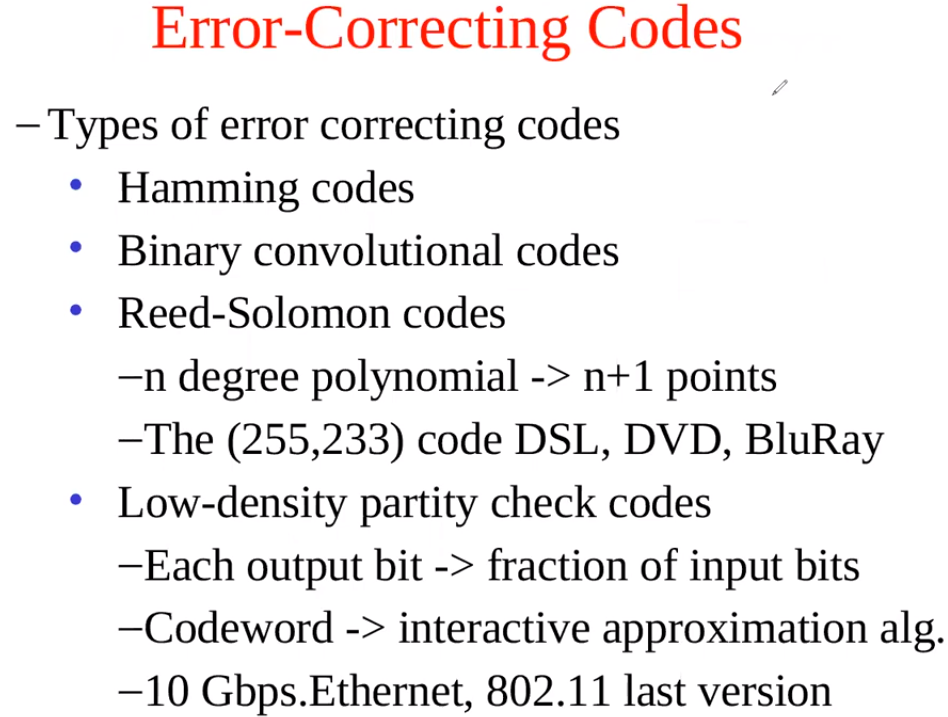 Error-Correcting Codes
– Types of error correcting codes
• Hamming codes
• Binary convolutional codes
• Reed-Solomon codes
–n degree polynomial -> n+1 points
–The (255,233) code DSL, DVD, BluRay
• Low-density partity check codes
–Each output bit -> fraction of input bits
–Codeword -> interactive approximation alg.
–10 Gbps.Ethernet, 802.11 last version